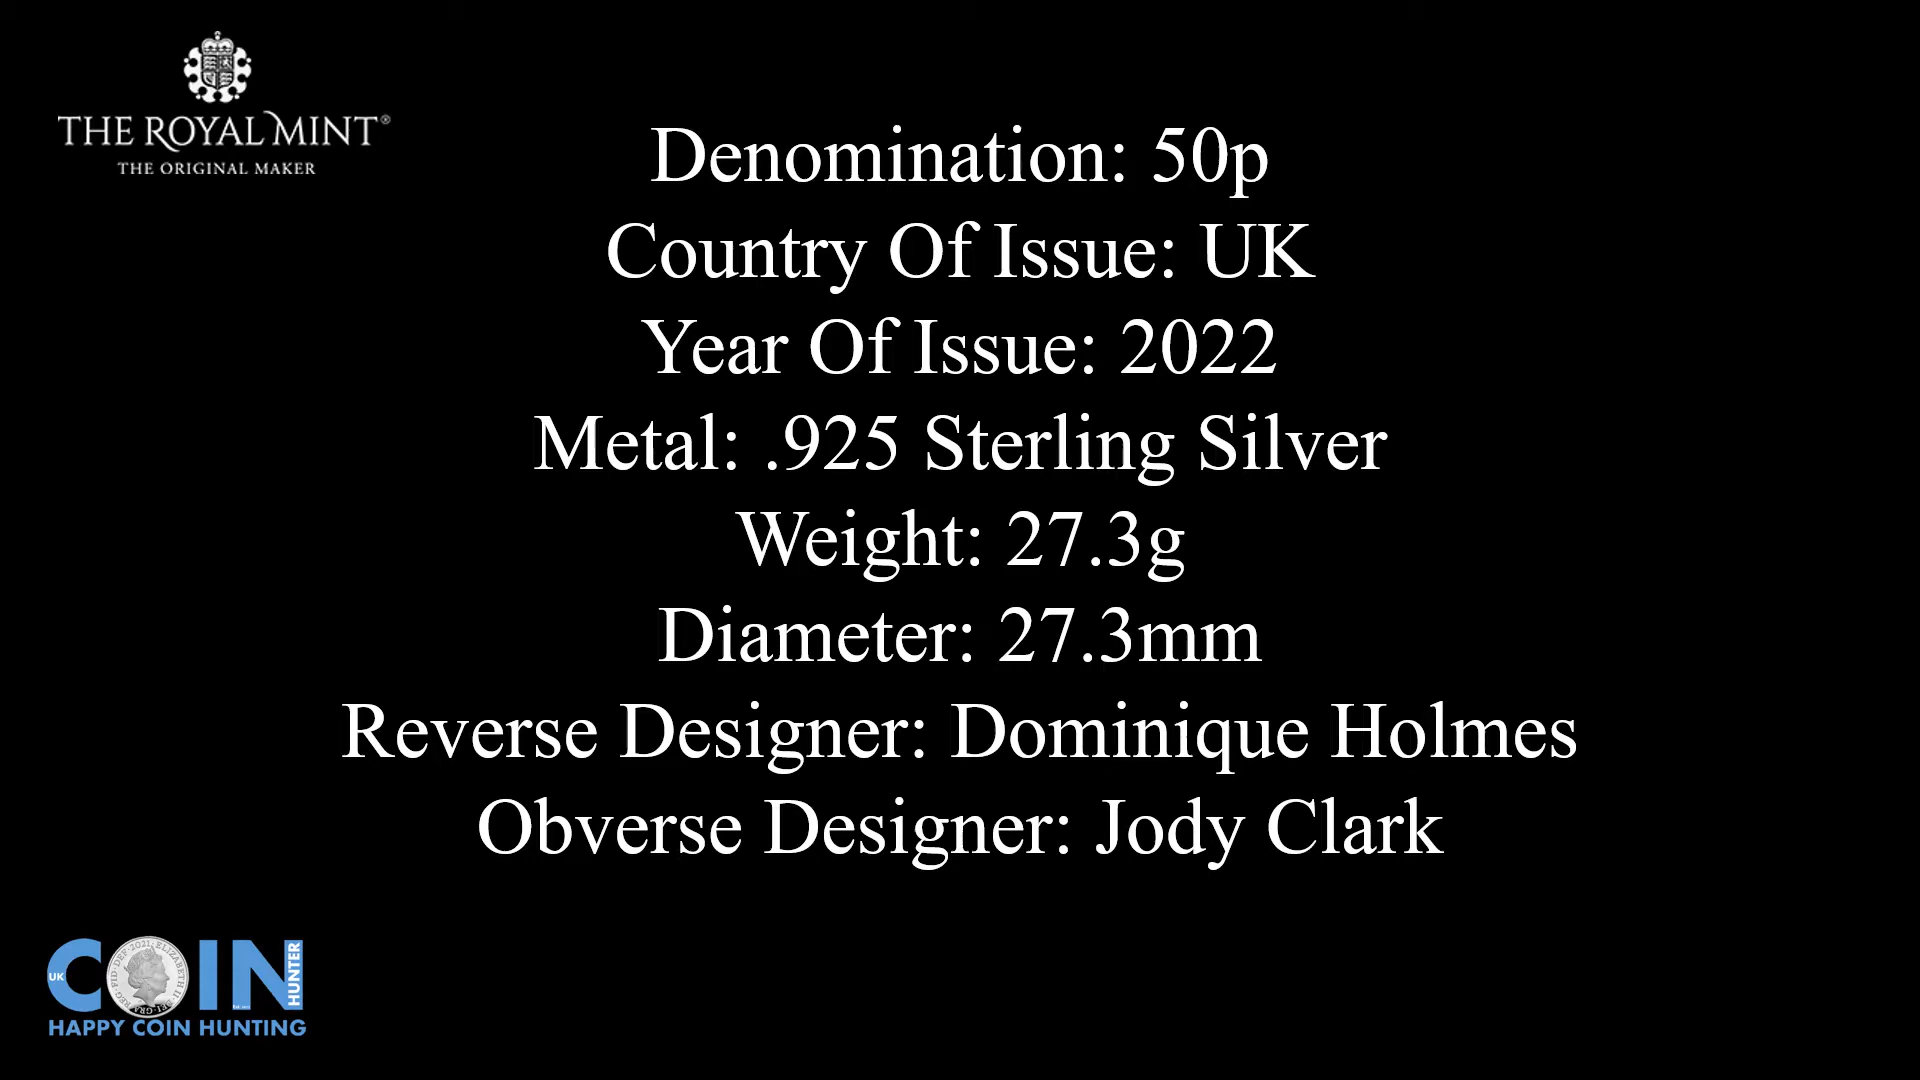 THE ROYAL MINT®
THE ORIGINAL MAKER
Denomination: 50p
Country Of Issue: UK
Year Of Issue: 2022
Metal: .925 Sterling Silver
Weight: 27.3g
Diameter: 27.3mm
Reverse Designer: Dominique Holmes
Obverse Designer: Jody Clark
UK COIN HUNTER
HAPPY COIN HUNTING